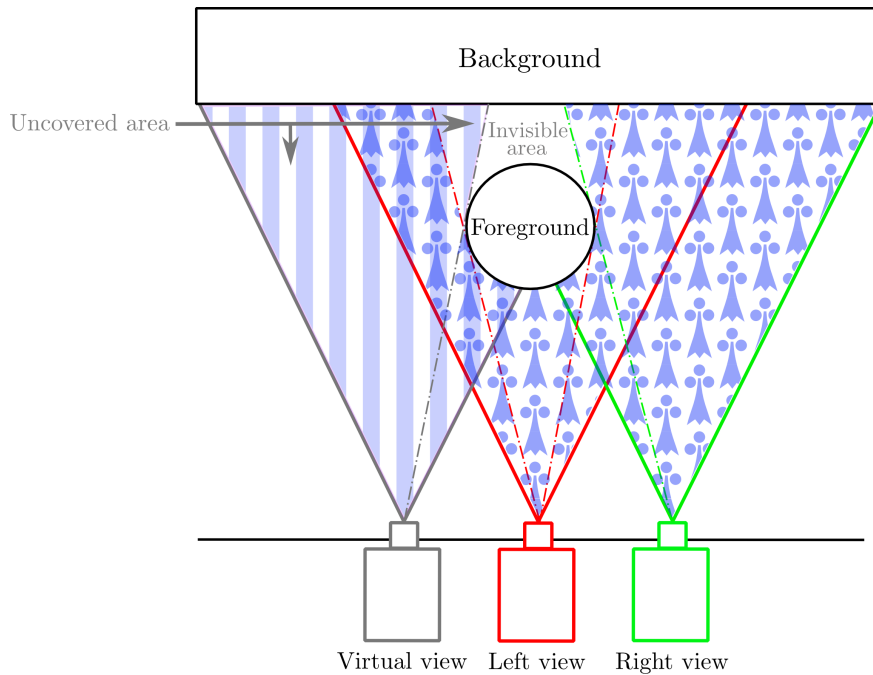 Background
Uncovered area
Invisible
area
Foreground
Virtual view
Left view
Right view